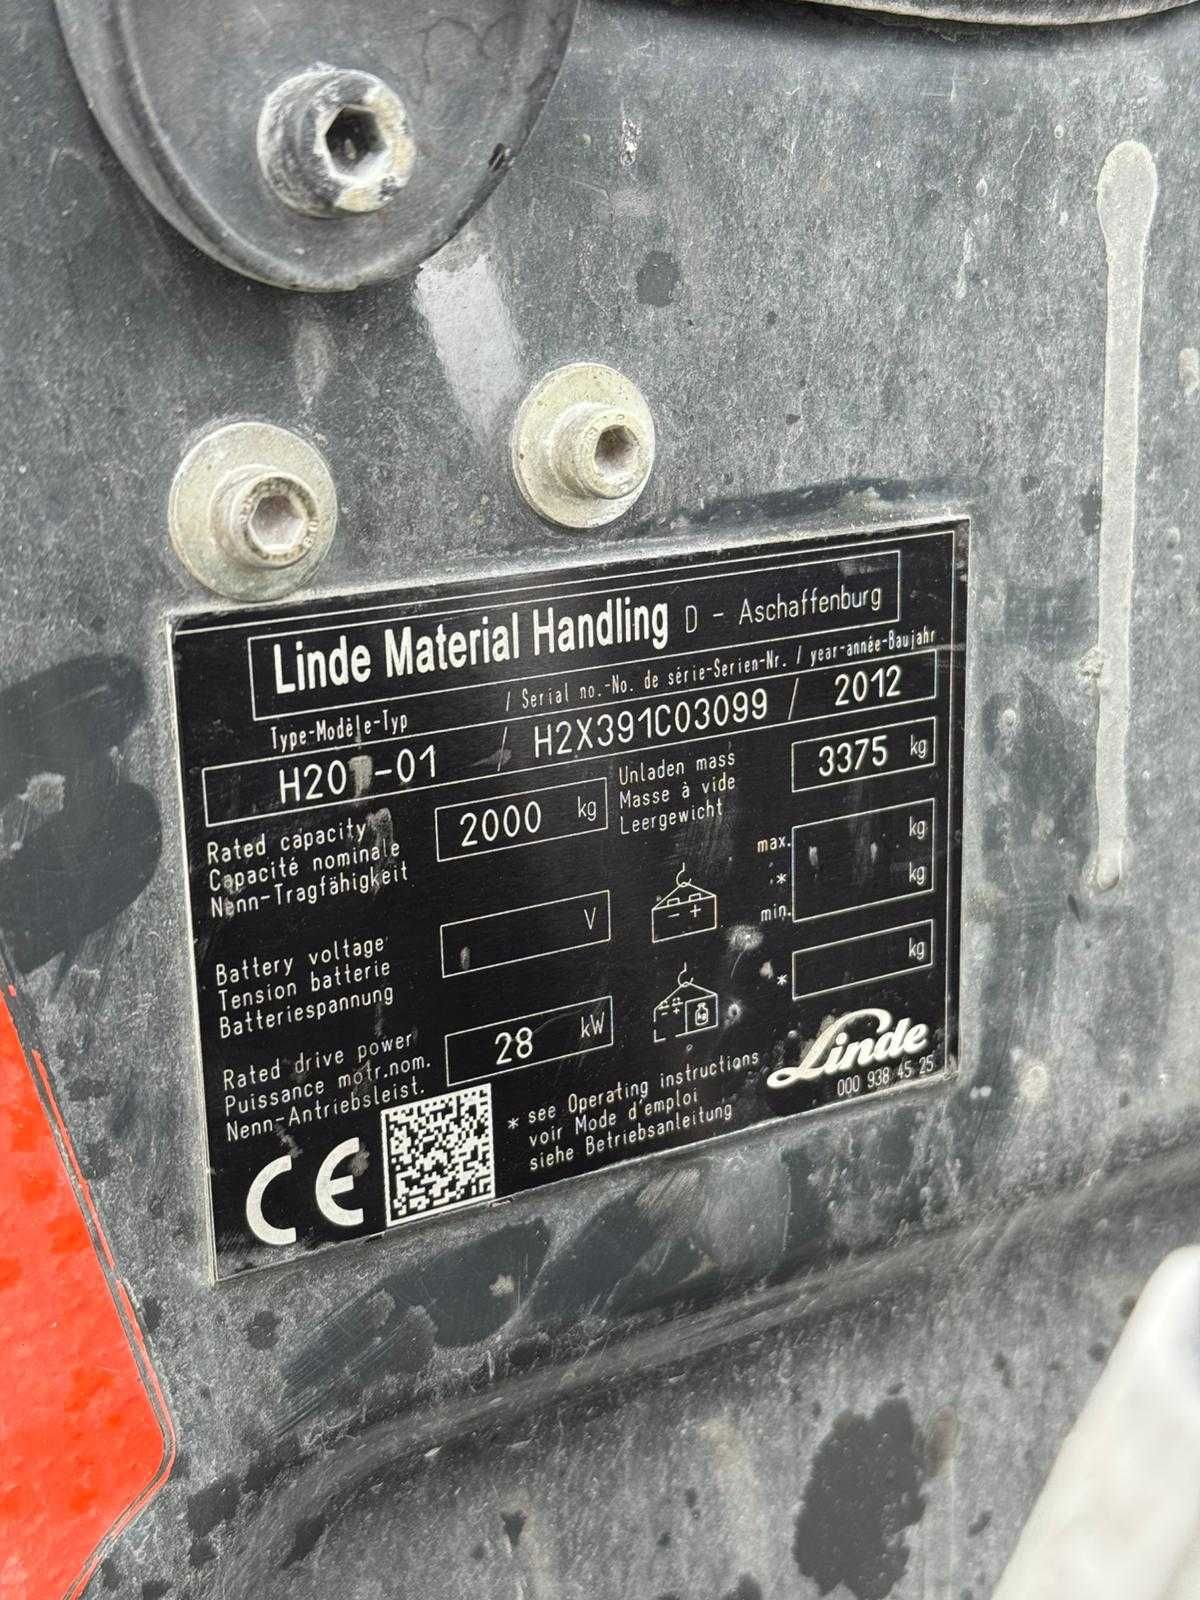 Linde Material Handling D - Aschaffenburg
Type-Modèle-Typ / Serial no.-No. de série-Serien-Nr. / year-année-Baujahr
/ H2X391C03099 / 2012
Rated capacity
Capacité nominale
Nenn-Tragfähigkeit
2000 kg
Unladen mass
Masse à vide
Leergewicht
3375 kg
Battery voltage
Tension batterie
Batteriespannung
V
- +
max. kg
* kg
min.
- +
kg
* kg
Rated drive power
Puissance motr.nom.
Nenn-Antriebsleist.
28 kW
* see Operating instructions
voir Mode d'emploi
siehe Betriebsanleitung
Linde
000 938 45 25
CE